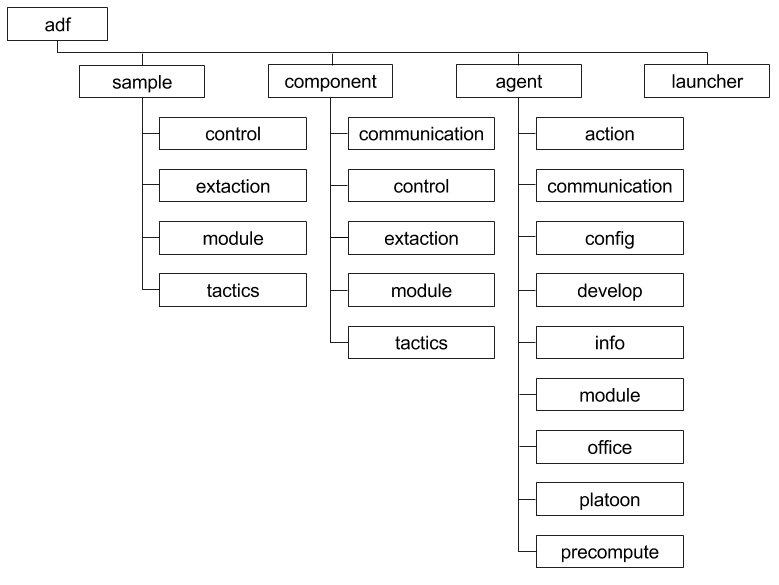 adf
sample
component
agent
launcher
control
extaction
module
tactics
communication
control
extaction
module
tactics
action
communication
config
develop
info
module
office
platoon
precompute